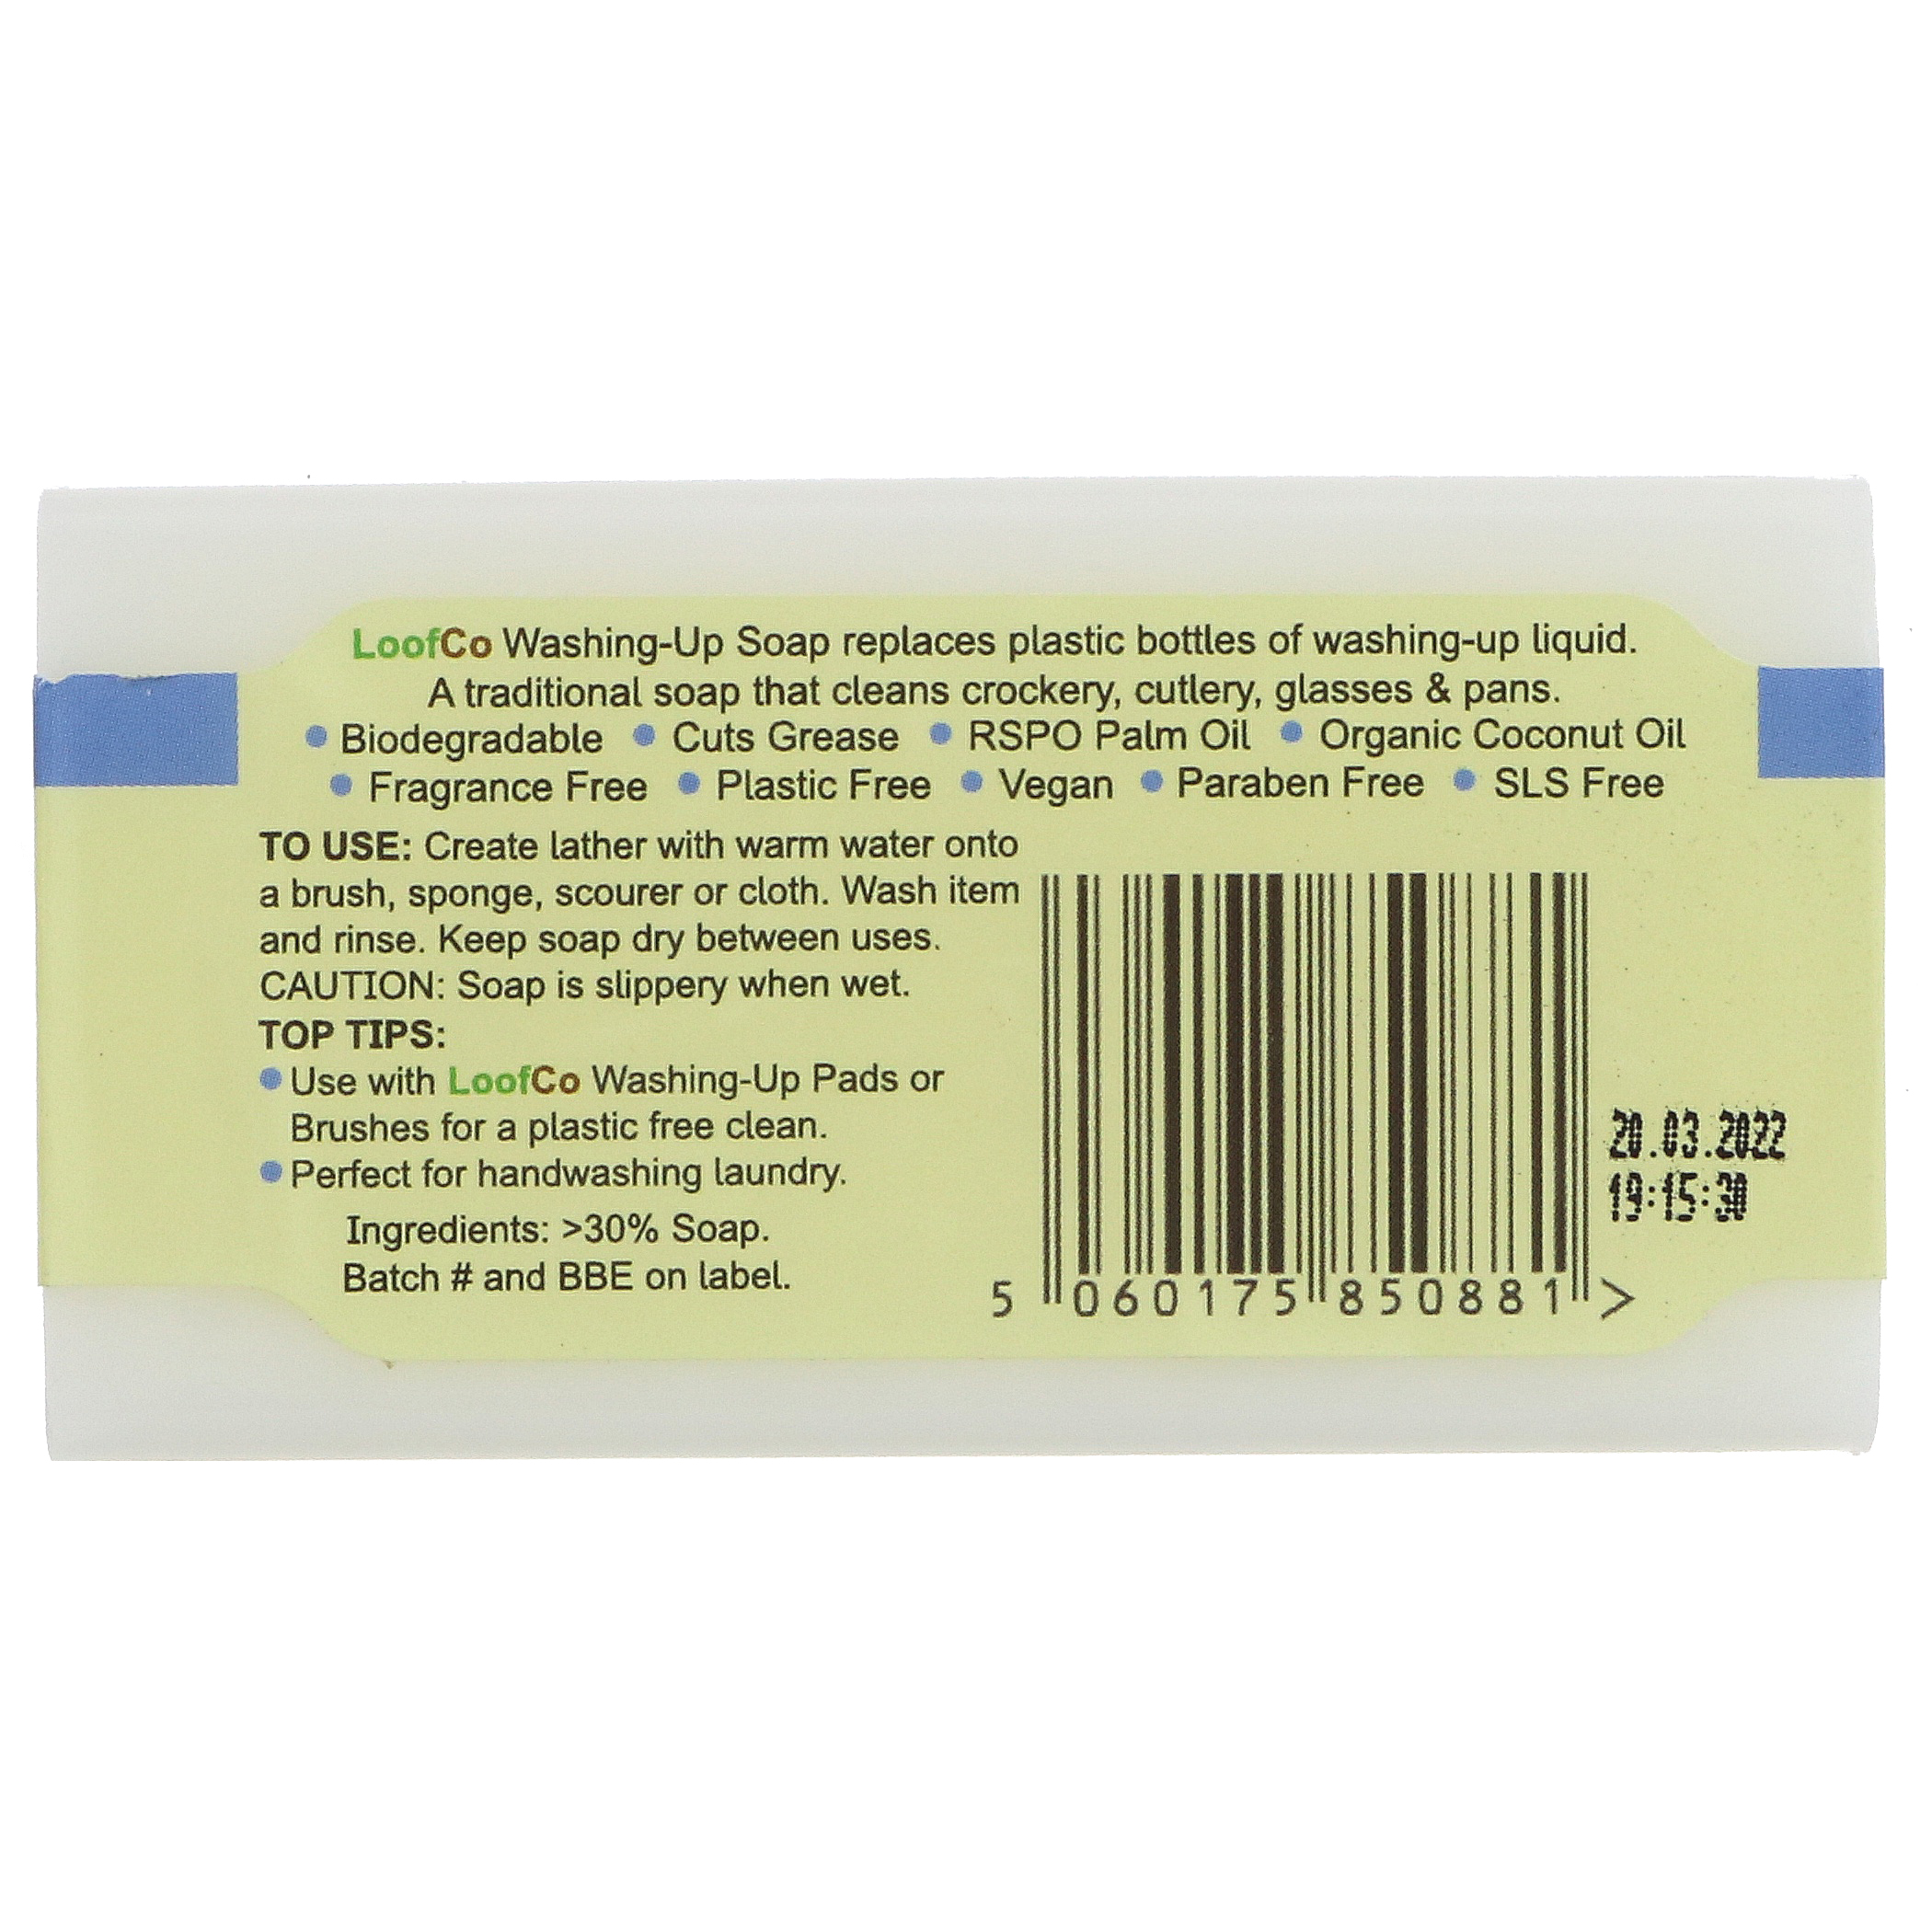 LoofCo Washing-Up Soap replaces plastic bottles of washing-up liquid.
A traditional soap that cleans crockery, cutlery, glasses & pans.
• Biodegradable • Cuts Grease • RSPO Palm Oil • Organic Coconut Oil
• Fragrance Free • Plastic Free • Vegan • Paraben Free • SLS Free
TO USE: Create lather with warm water onto
a brush, sponge, scourer or cloth. Wash item
and rinse. Keep soap dry between uses.
CAUTION: Soap is slippery when wet.
TOP TIPS:
• Use with LoofCo Washing-Up Pads or
Brushes for a plastic free clean.
• Perfect for handwashing laundry.
Ingredients: >30% Soap.
Batch # and BBE on label.
5 060175 850881 >
20.03.2022
19:15:30